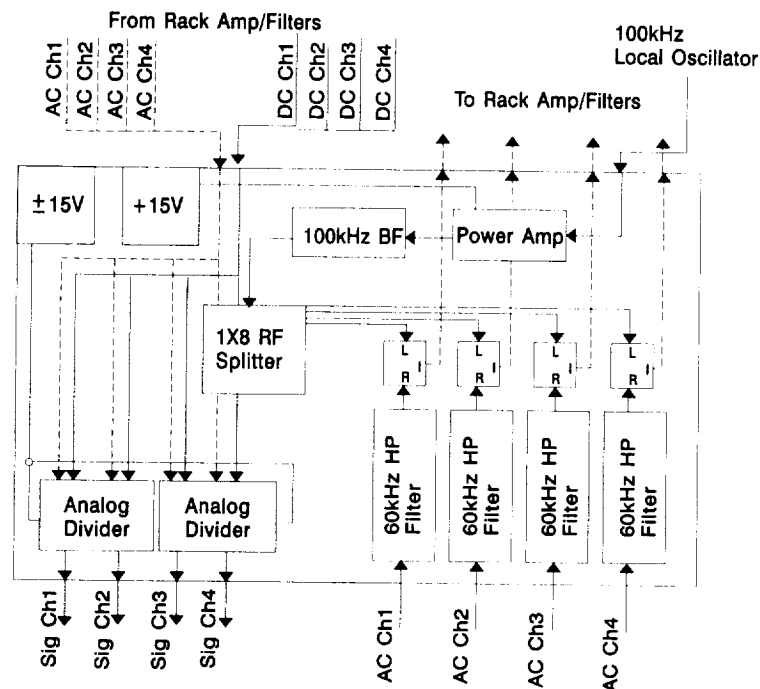 From Rack Amp/Filters
AC Ch1
AC Ch2
AC Ch3
AC Ch4
DC Ch1
DC Ch2
DC Ch3
DC Ch4
100kHz
Local Oscillator
To Rack Amp/Filters
±15V
+15V
100kHz BF
Power Amp
1X8 RF
Splitter
L
I
R
L
I
R
L
I
R
L
I
R
60kHz HP
Filter
60kHz HP
Filter
60kHz HP
Filter
60kHz HP
Filter
Analog
Divider
Analog
Divider
Sig Ch1
Sig Ch2
Sig Ch3
Sig Ch4
AC Ch1
AC Ch2
AC Ch3
AC Ch4